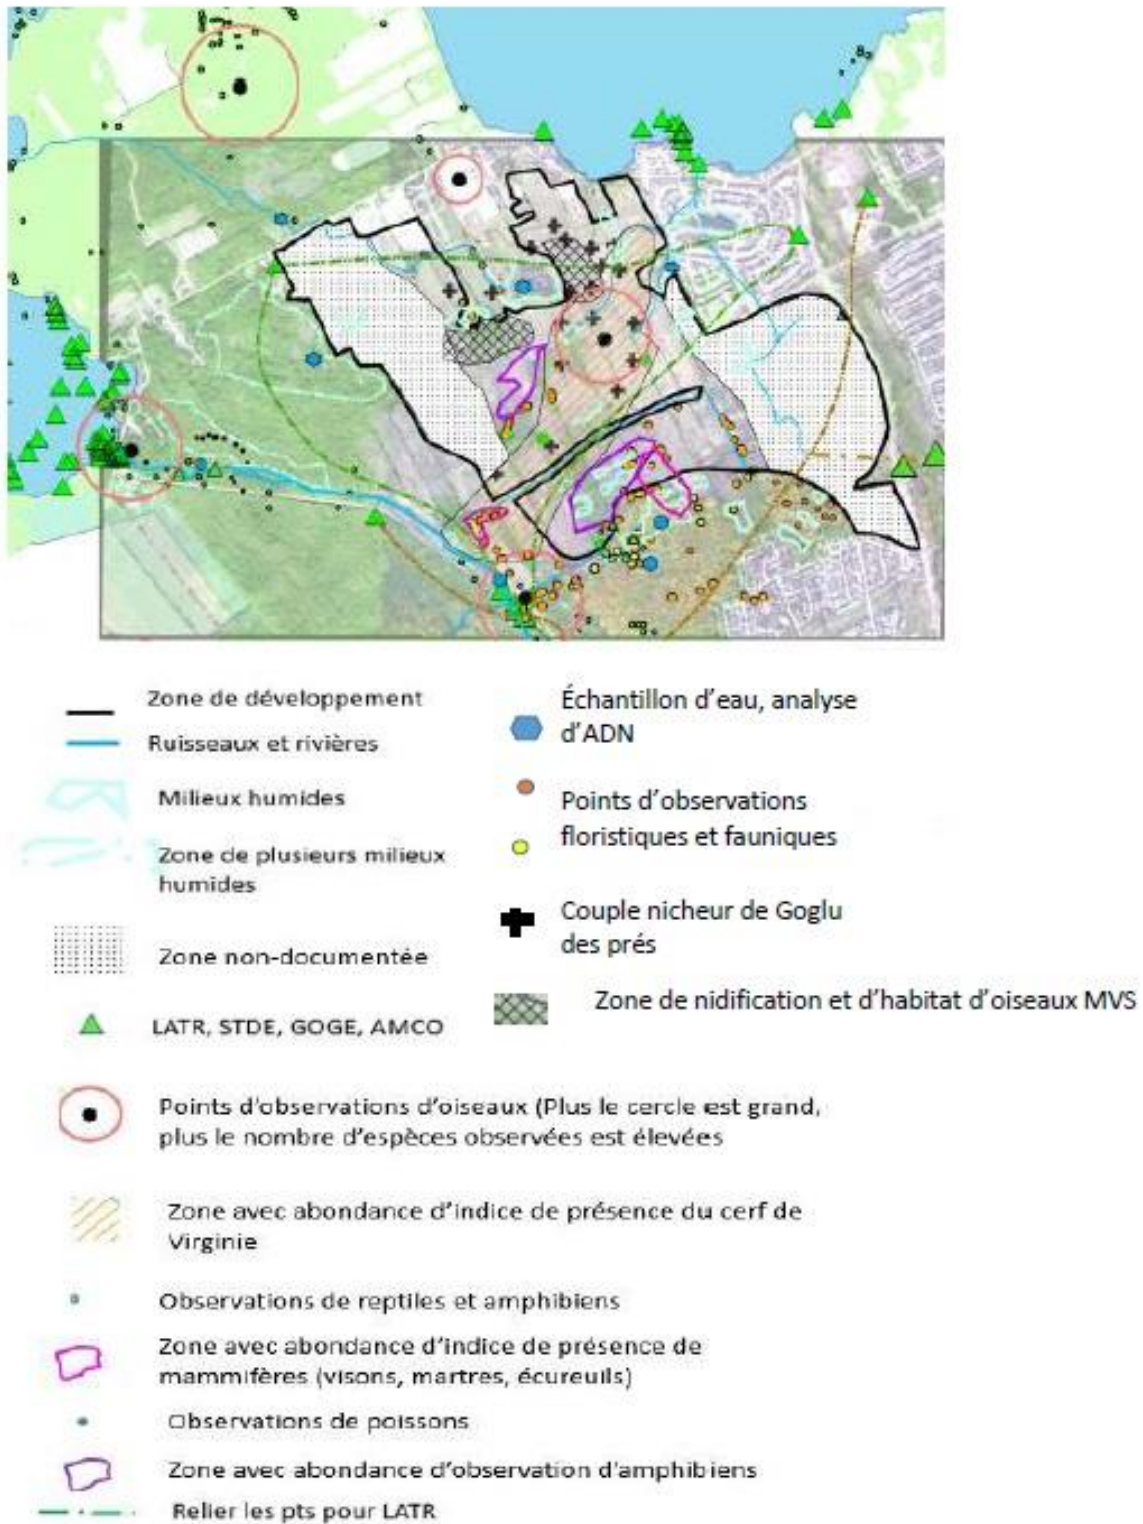 Zone de développement
Ruisseaux et rivières
Milieux humides
Zone de plusieurs milieux
humides
Zone non-documentée
LATR, STDE, GOGE, AMCO
Points d'observations d'oiseaux (Plus le cercle est grand,
plus le nombre d'espèces observées est élevées
Zone avec abondance d'indice de présence du cerf de
Virginie
Observations de reptiles et amphibiens
Zone avec abondance d'indice de présence de
mammifères (visons, martres, écureuils)
Observations de poissons
Zone avec abondance d'observation d'amphibiens
Relier les pts pour LATR
Échantillon d'eau, analyse
d'ADN
Points d'observations
floristiques et fauniques
Couple nicheur de Goglu
des prés
Zone de nidification et d'habitat d'oiseaux MVS